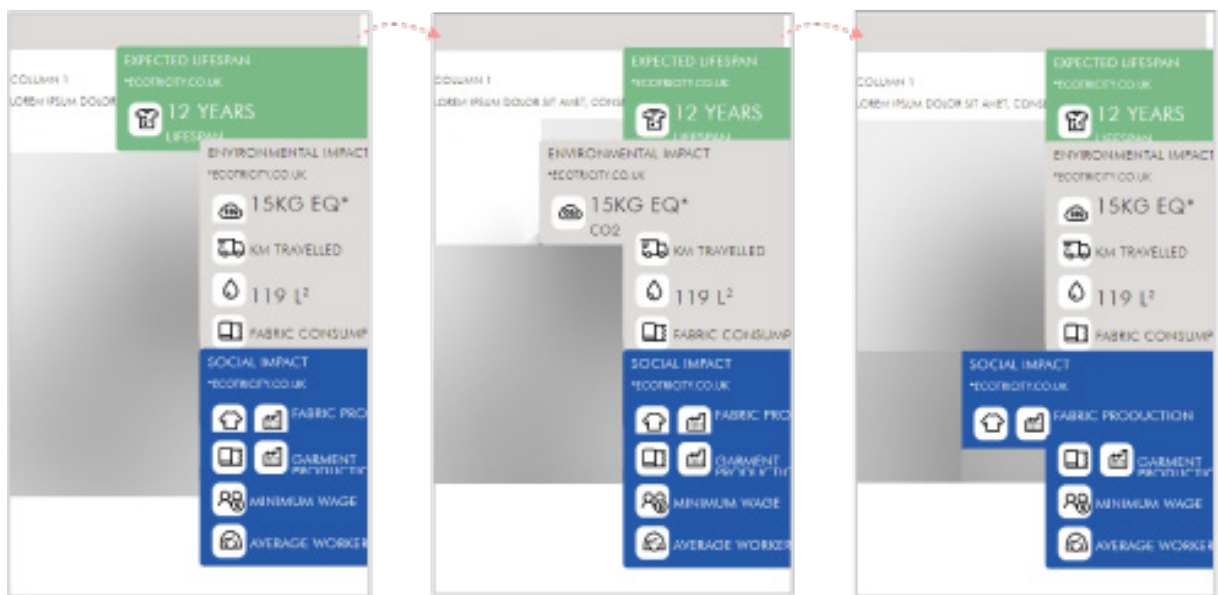 EXPECTED LIFESPAN
*ECOTRICITY.CO.UK
COLUMN 1
LOREM IPSUM DOLOR
12 YEARS
LIFESPAN
ENVIRONMENTAL IMPACT
*ECOTRICITY.CO.UK
15KG EQ*
KM TRAVELLED
119 L²
FABRIC CONSUMP
SOCIAL IMPACT
*ECOTRICITY.CO.UK
FABRIC PRO
GARMENT
PRODUCTIO
MINIMUM WAGE
AVERAGE WORKER
EXPECTED LIFESPAN
*ECOTRICITY.CO.UK
COLUMN 1
LOREM IPSUM DOLOR SIT AMET, CONS
12 YEARS
LIFESPAN
ENVIRONMENTAL IMPACT
*ECOTRICITY.CO.UK
15KG EQ*
CO2
KM TRAVELLED
119 L²
FABRIC CONSUMP
SOCIAL IMPACT
*ECOTRICITY.CO.UK
FABRIC PRO
GARMENT
PRODUCTIO
MINIMUM WAGE
AVERAGE WORKER
EXPECTED LIFESPAN
*ECOTRICITY.CO.UK
COLUMN 1
LOREM IPSUM DOLOR SIT AMET, CONS
12 YEARS
LIFESPAN
ENVIRONMENTAL IMPACT
*ECOTRICITY.CO.UK
15KG EQ*
KM TRAVELLED
119 L²
FABRIC CONSUMP
SOCIAL IMPACT
*ECOTRICITY.CO.UK
FABRIC PRODUCTION
GARMENT
PRODUCTIO
MINIMUM WAGE
AVERAGE WORKER